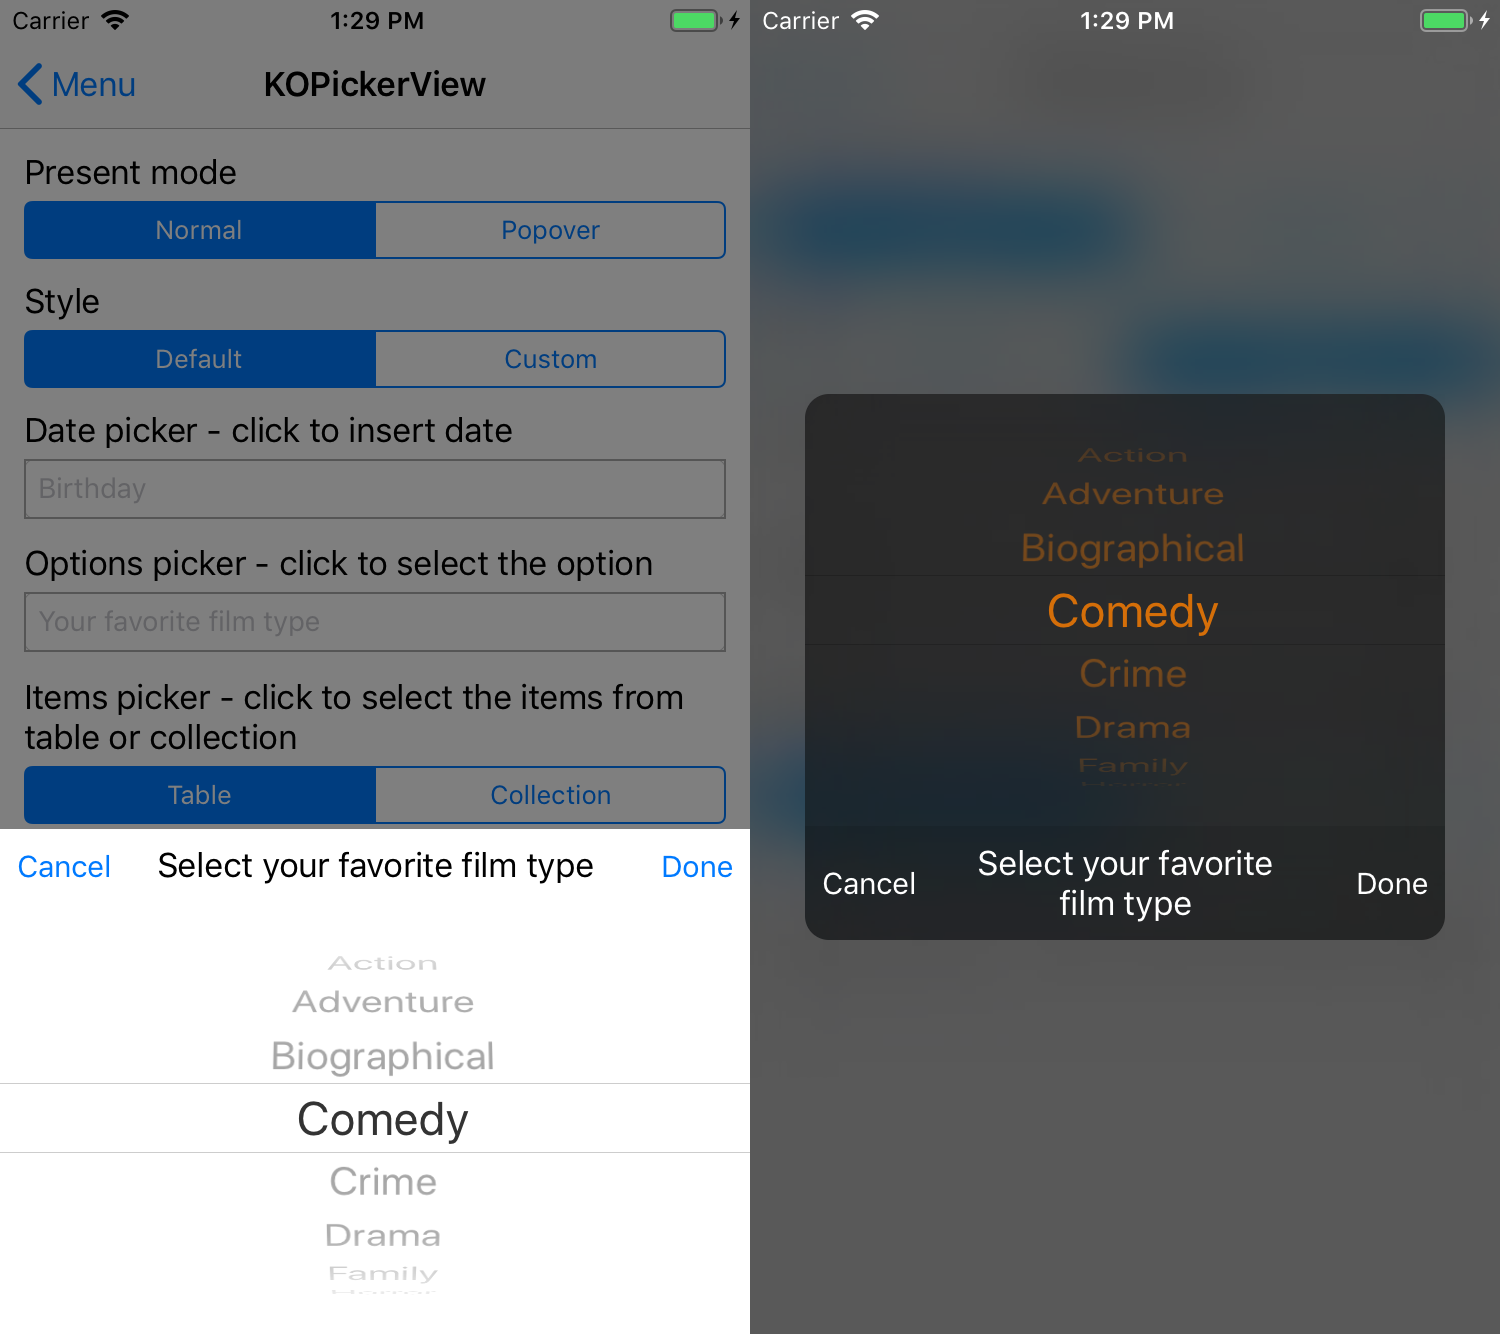 Carrier 1:29 PM
Menu KOPickerView
Present mode
Normal Popover
Style
Default Custom
Date picker - click to insert date
Birthday
Options picker - click to select the option
Your favorite film type
Items picker - click to select the items from
table or collection
Table Collection
Cancel Select your favorite film type Done
Action
Adventure
Biographical
Comedy
Crime
Drama
Family
Horror
Carrier 1:29 PM
Action
Adventure
Biographical
Comedy
Crime
Drama
Family
Horror
Cancel Select your favorite Done
film type